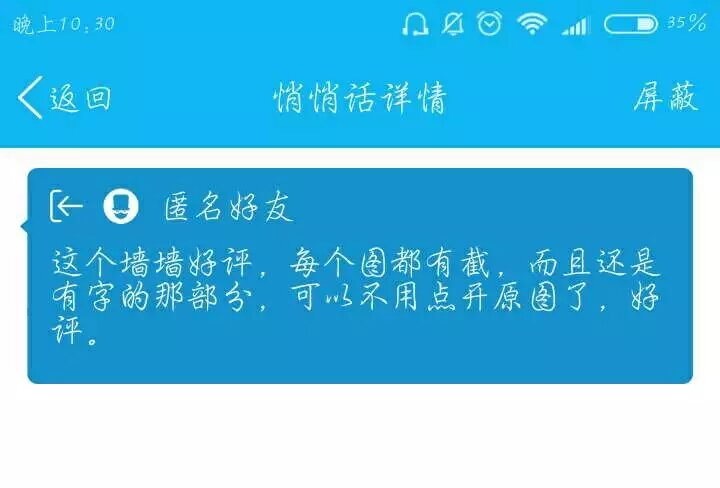 晚上10:30 35%
返回 悄悄话详情 屏蔽
匿名好友
这个墙墙好评，每个图都有截，而且还是
有字的那部分，可以不用点开原图了，好
评。